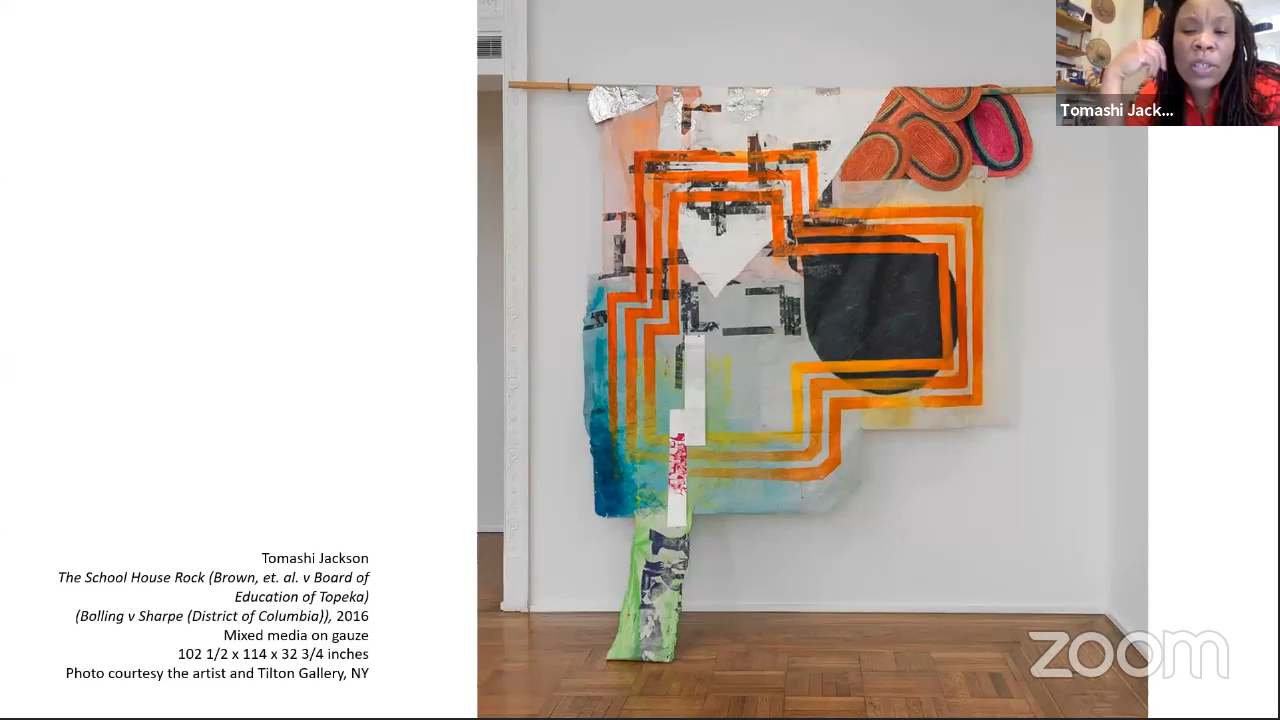 Tomashi Jack...
Tomashi Jackson
The School House Rock (Brown, et. al. v Board of
Education of Topeka)
(Bolling v Sharpe (District of Columbia)), 2016
Mixed media on gauze
102 1/2 x 114 x 32 3/4 inches
Photo courtesy the artist and Tilton Gallery, NY
zoom